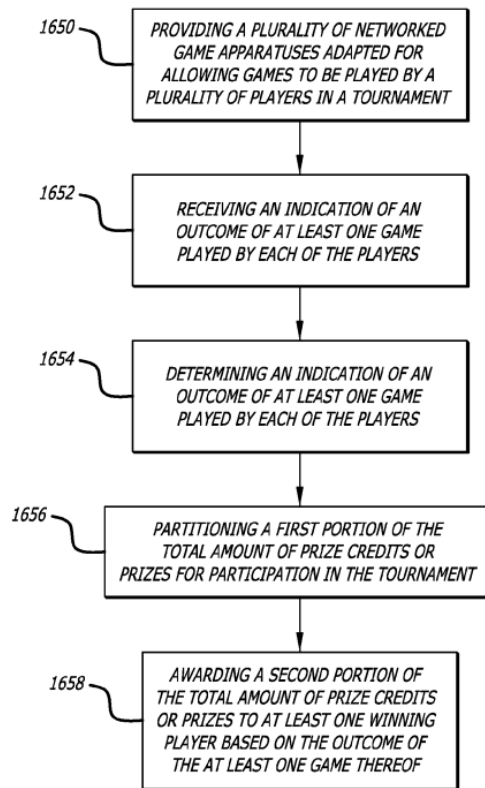 1650
PROVIDING A PLURALITY OF NETWORKED
GAME APPARATUSES ADAPTED FOR
ALLOWING GAMES TO BE PLAYED BY A
PLURALITY OF PLAYERS IN A TOURNAMENT
1652
RECEIVING AN INDICATION OF AN
OUTCOME OF AT LEAST ONE GAME
PLAYED BY EACH OF THE PLAYERS
1654
DETERMINING AN INDICATION OF AN
OUTCOME OF AT LEAST ONE GAME
PLAYED BY EACH OF THE PLAYERS
1656
PARTITIONING A FIRST PORTION OF THE
TOTAL AMOUNT OF PRIZE CREDITS OR
PRIZES FOR PARTICIPATION IN THE TOURNAMENT
1658
AWARDING A SECOND PORTION OF
THE TOTAL AMOUNT OF PRIZE CREDITS
OR PRIZES TO AT LEAST ONE WINNING
PLAYER BASED ON THE OUTCOME OF
THE AT LEAST ONE GAME THEREOF